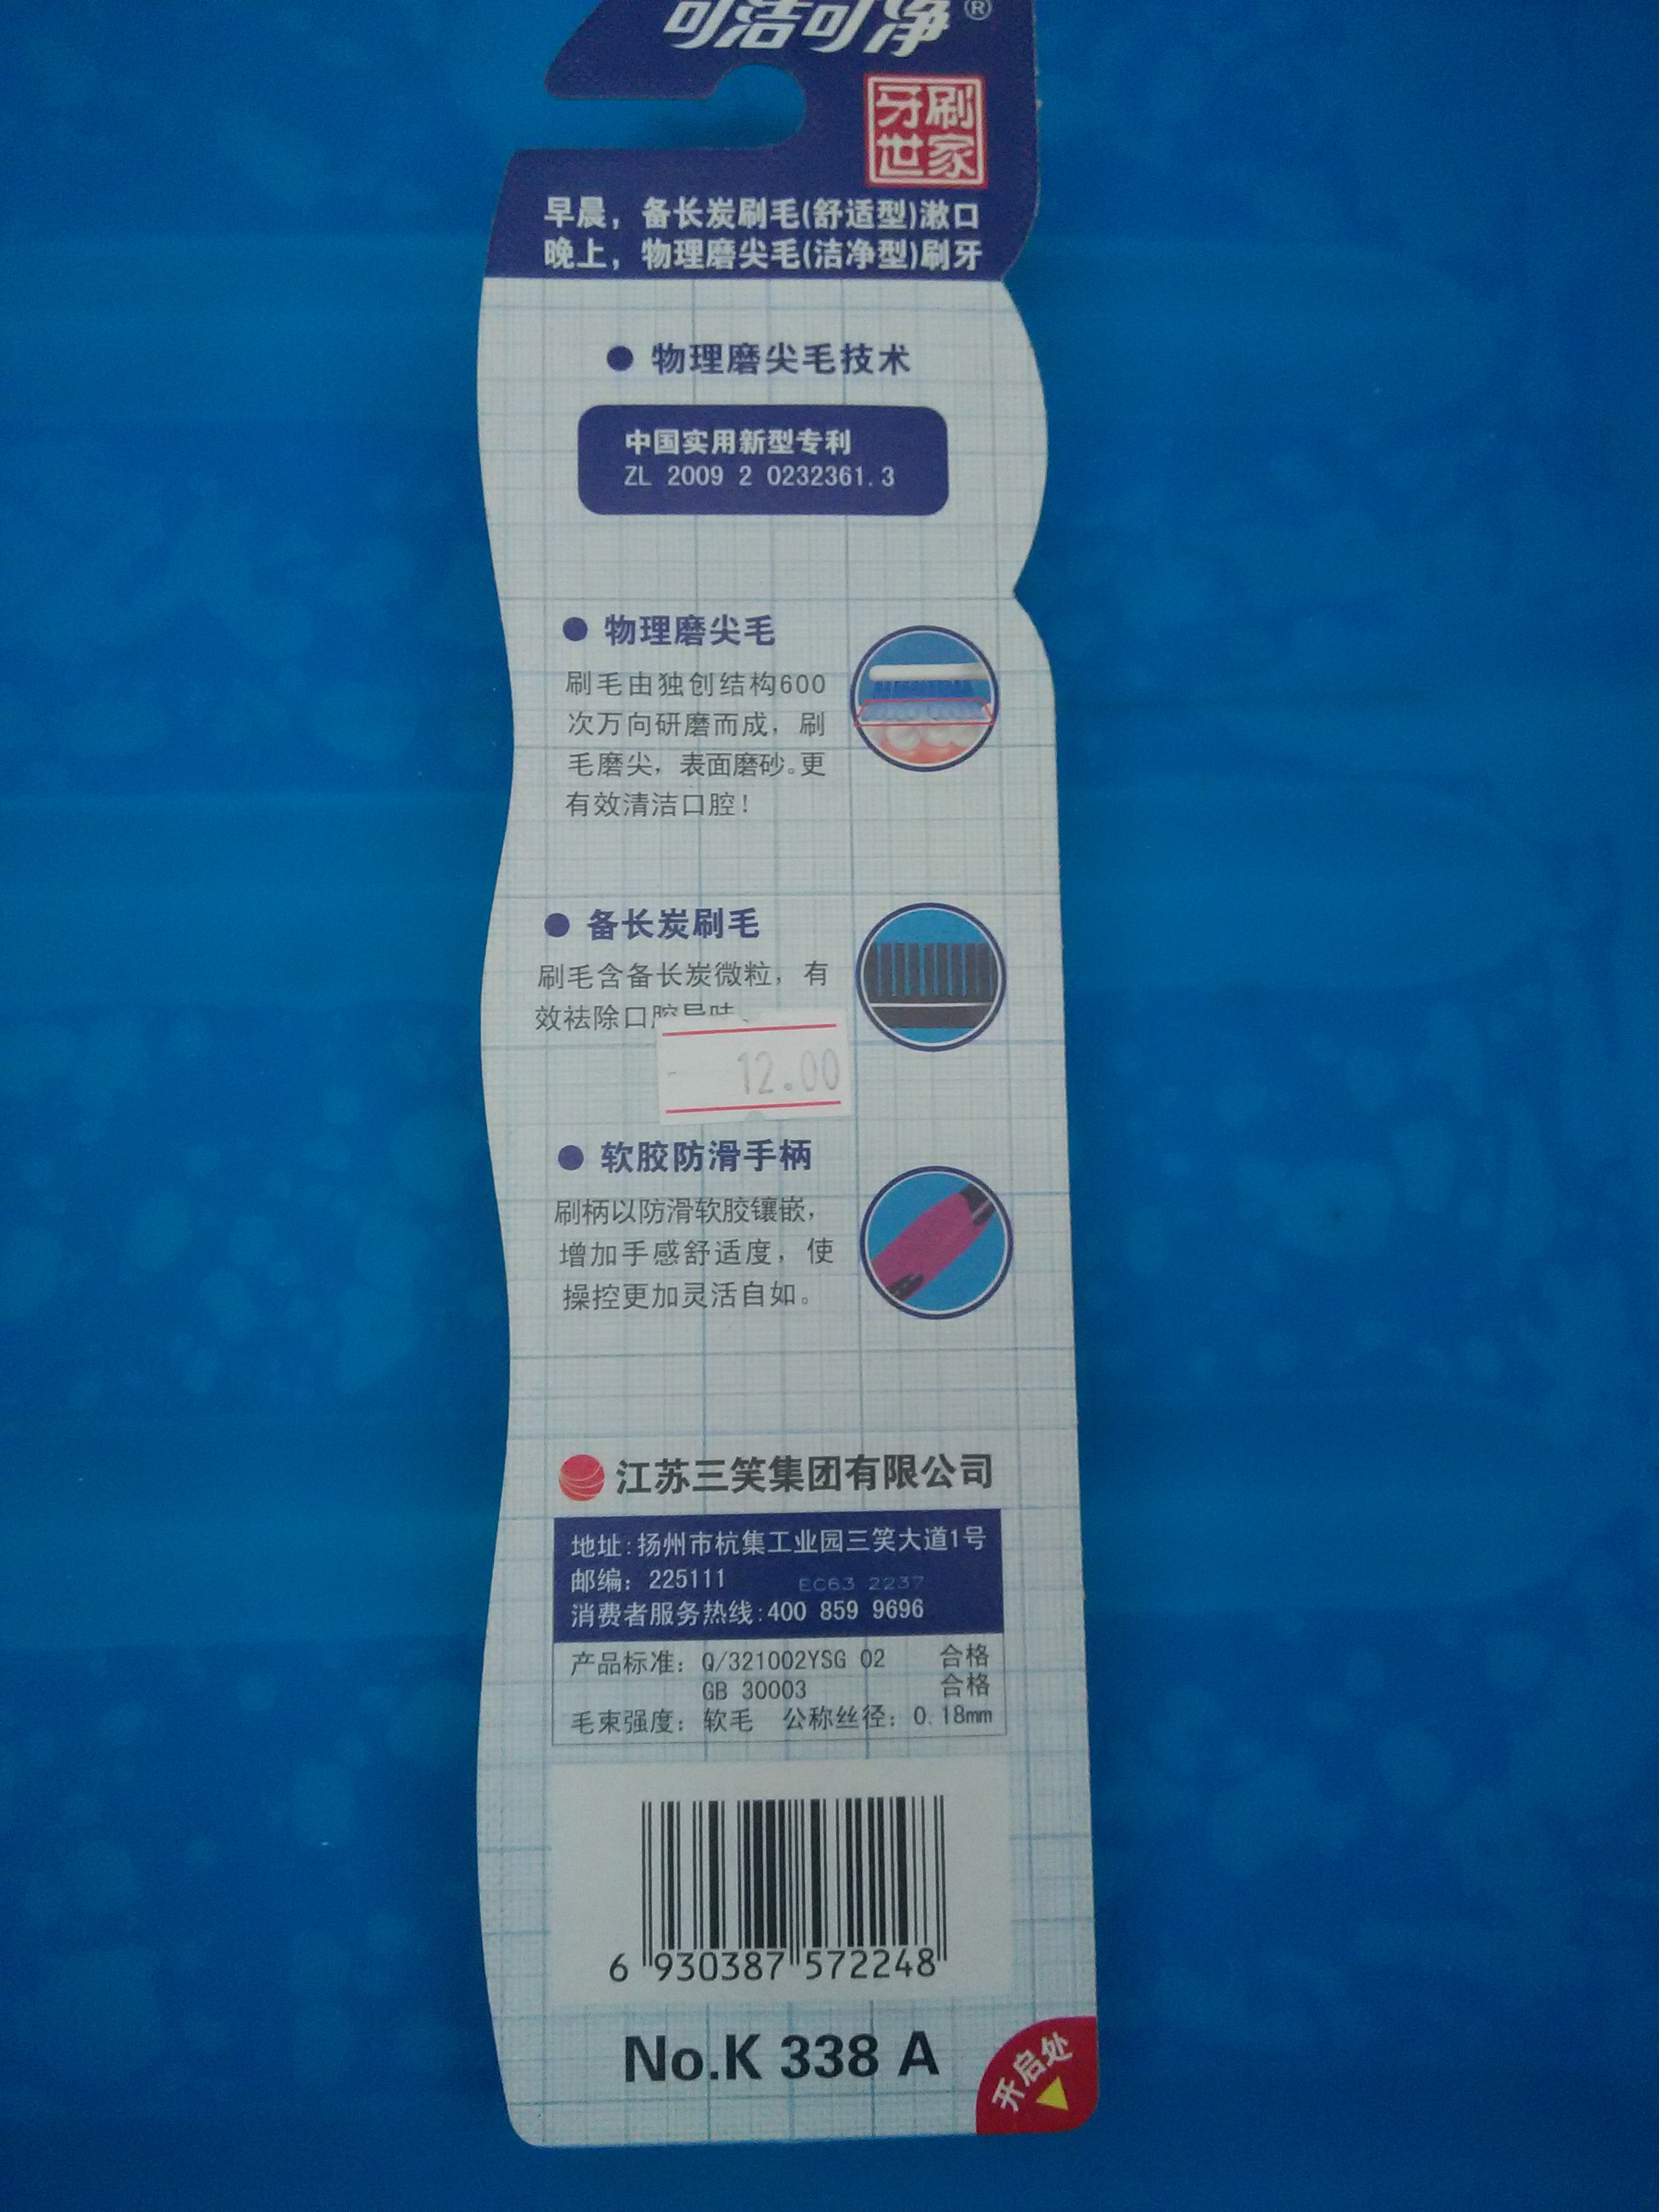 可洁可净®
牙刷
世家
早晨，备长炭刷毛(舒适型)漱口
晚上，物理磨尖毛(洁净型)刷牙
● 物理磨尖毛技术
中国实用新型专利
ZL 2009 2 0232361.3
● 物理磨尖毛
刷毛由独创结构600
次万向研磨而成，刷
毛磨尖，表面磨砂。更
有效清洁口腔！
● 备长炭刷毛
刷毛含备长炭微粒，有
效祛除口腔异味
- 12.00
● 软胶防滑手柄
刷柄以防滑软胶镶嵌，
增加手感舒适度，使
操控更加灵活自如。
江苏三笑集团有限公司
地址:扬州市杭集工业园三笑大道1号
邮编：225111 EC63 2237
消费者服务热线:400 859 9696
产品标准：Q/321002YSG 02 合格
GB 30003 合格
毛束强度：软毛 公称丝径：0.18mm
6 930387 572248
No.K 338 A
开启处